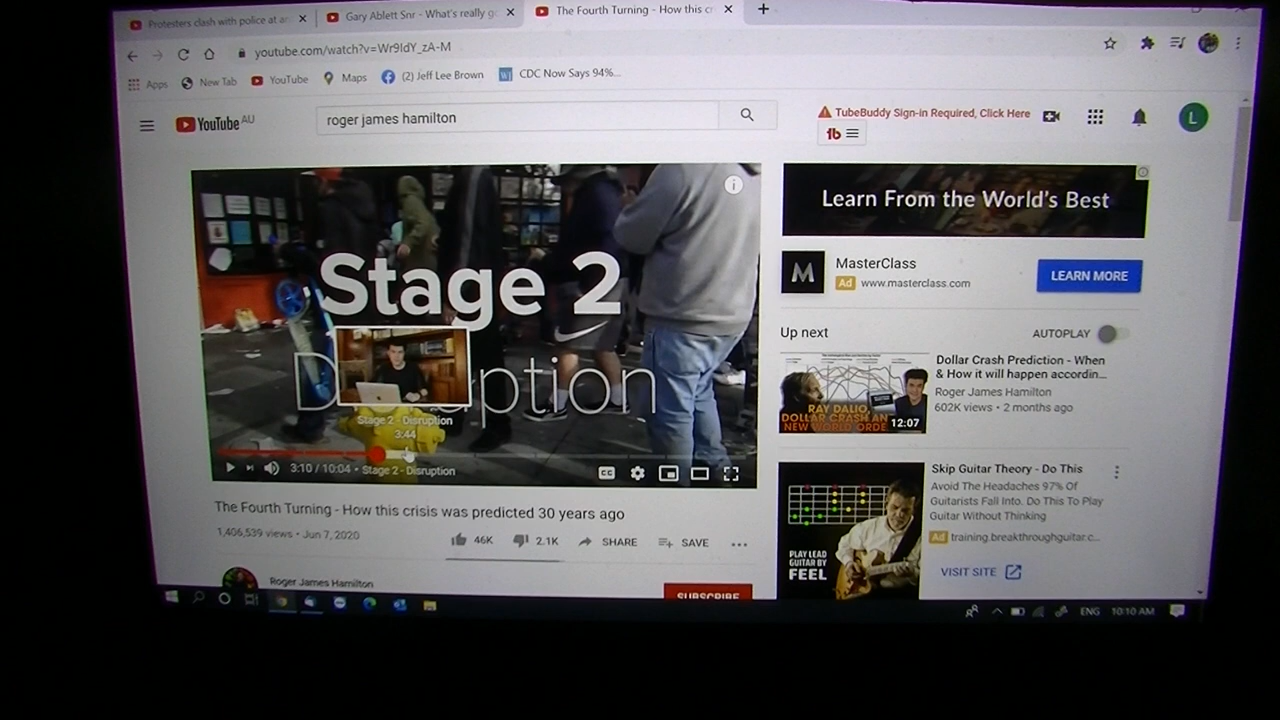 Protesters clash with police at a
Gary Ablett Snr - What's really g
The Fourth Turning - How this c
youtube.com/watch?v=Wr9ldY_zA-M
Apps
New Tab
YouTube
Maps
(2) Jeff Lee Brown
CDC Now Says 94%...
YouTube AU
roger james hamilton
TubeBuddy Sign-in Required, Click Here
tb
L
Stage 2
D ption
Stage 2 - Disruption
3:44
3:10 / 10:04 • Stage 2 - Disruption
CC
The Fourth Turning - How this crisis was predicted 30 years ago
1,406,539 views • Jun 7, 2020
46K
2.1K
SHARE
SAVE
Roger James Hamilton
SUBSCRIBE
Learn From the World's Best
M
MasterClass
Ad www.masterclass.com
LEARN MORE
Up next
AUTOPLAY
RAY DALIO
DOLLAR CRASH AN
NEW WORLD ORDE
12:07
Dollar Crash Prediction - When
& How it will happen accordin...
Roger James Hamilton
602K views • 2 months ago
PLAY LEAD
GUITAR BY
FEEL
Skip Guitar Theory - Do This
Avoid The Headaches 97% Of
Guitarists Fall Into. Do This To Play
Guitar Without Thinking
Ad training.breakthroughguitar.c...
VISIT SITE
ENG
10:10 AM